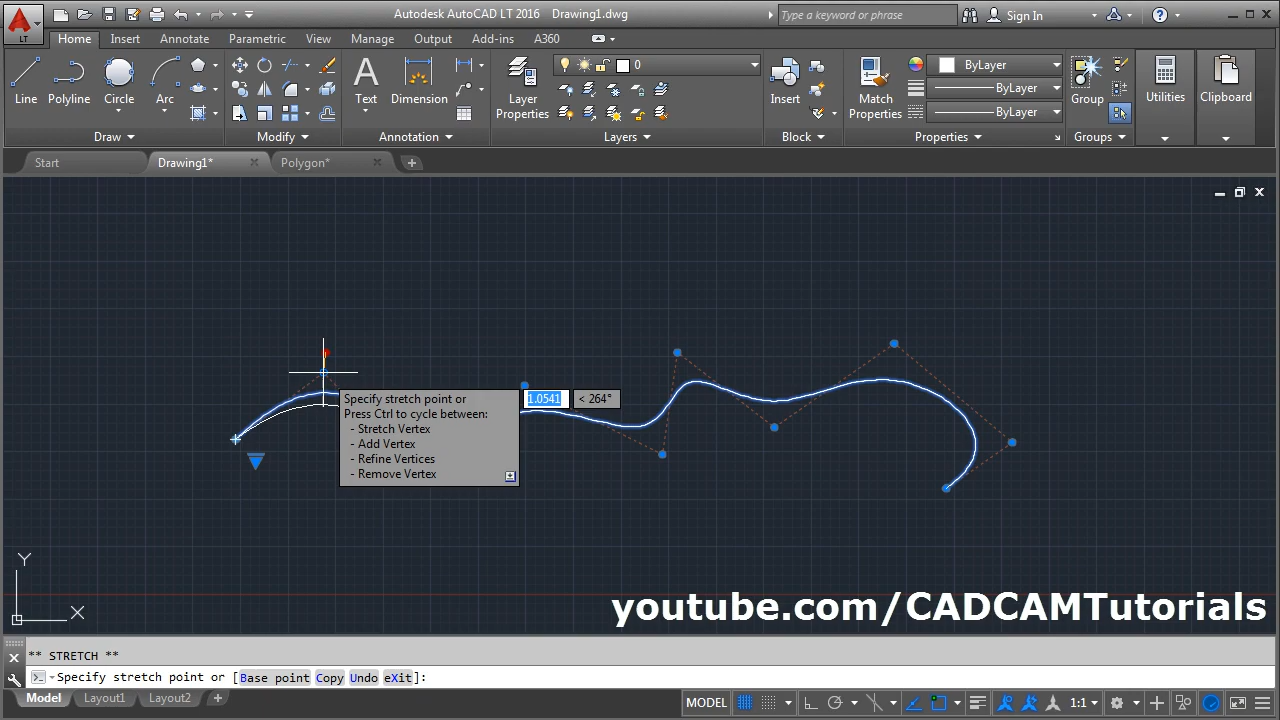 Autodesk AutoCAD LT 2016 Drawing1.dwg
Type a keyword or phrase
Sign In
LT
Home Insert Annotate Parametric View Manage Output Add-ins A360
Line Polyline Circle Arc
Text Dimension
Layer
Properties
0
Insert
Match
Properties
ByLayer
ByLayer
ByLayer
Group
Utilities
Clipboard
Draw Modify Annotation Layers Block Properties Groups
Start Drawing1* Polygon*
Specify stretch point or
Press Ctrl to cycle between:
- Stretch Vertex
- Add Vertex
- Refine Vertices
- Remove Vertex
1.0541 < 264°
Y
X
youtube.com/CADCAMTutorials
** STRETCH **
Specify stretch point or [Base point Copy Undo eXit]:
Model Layout1 Layout2
MODEL
1:1